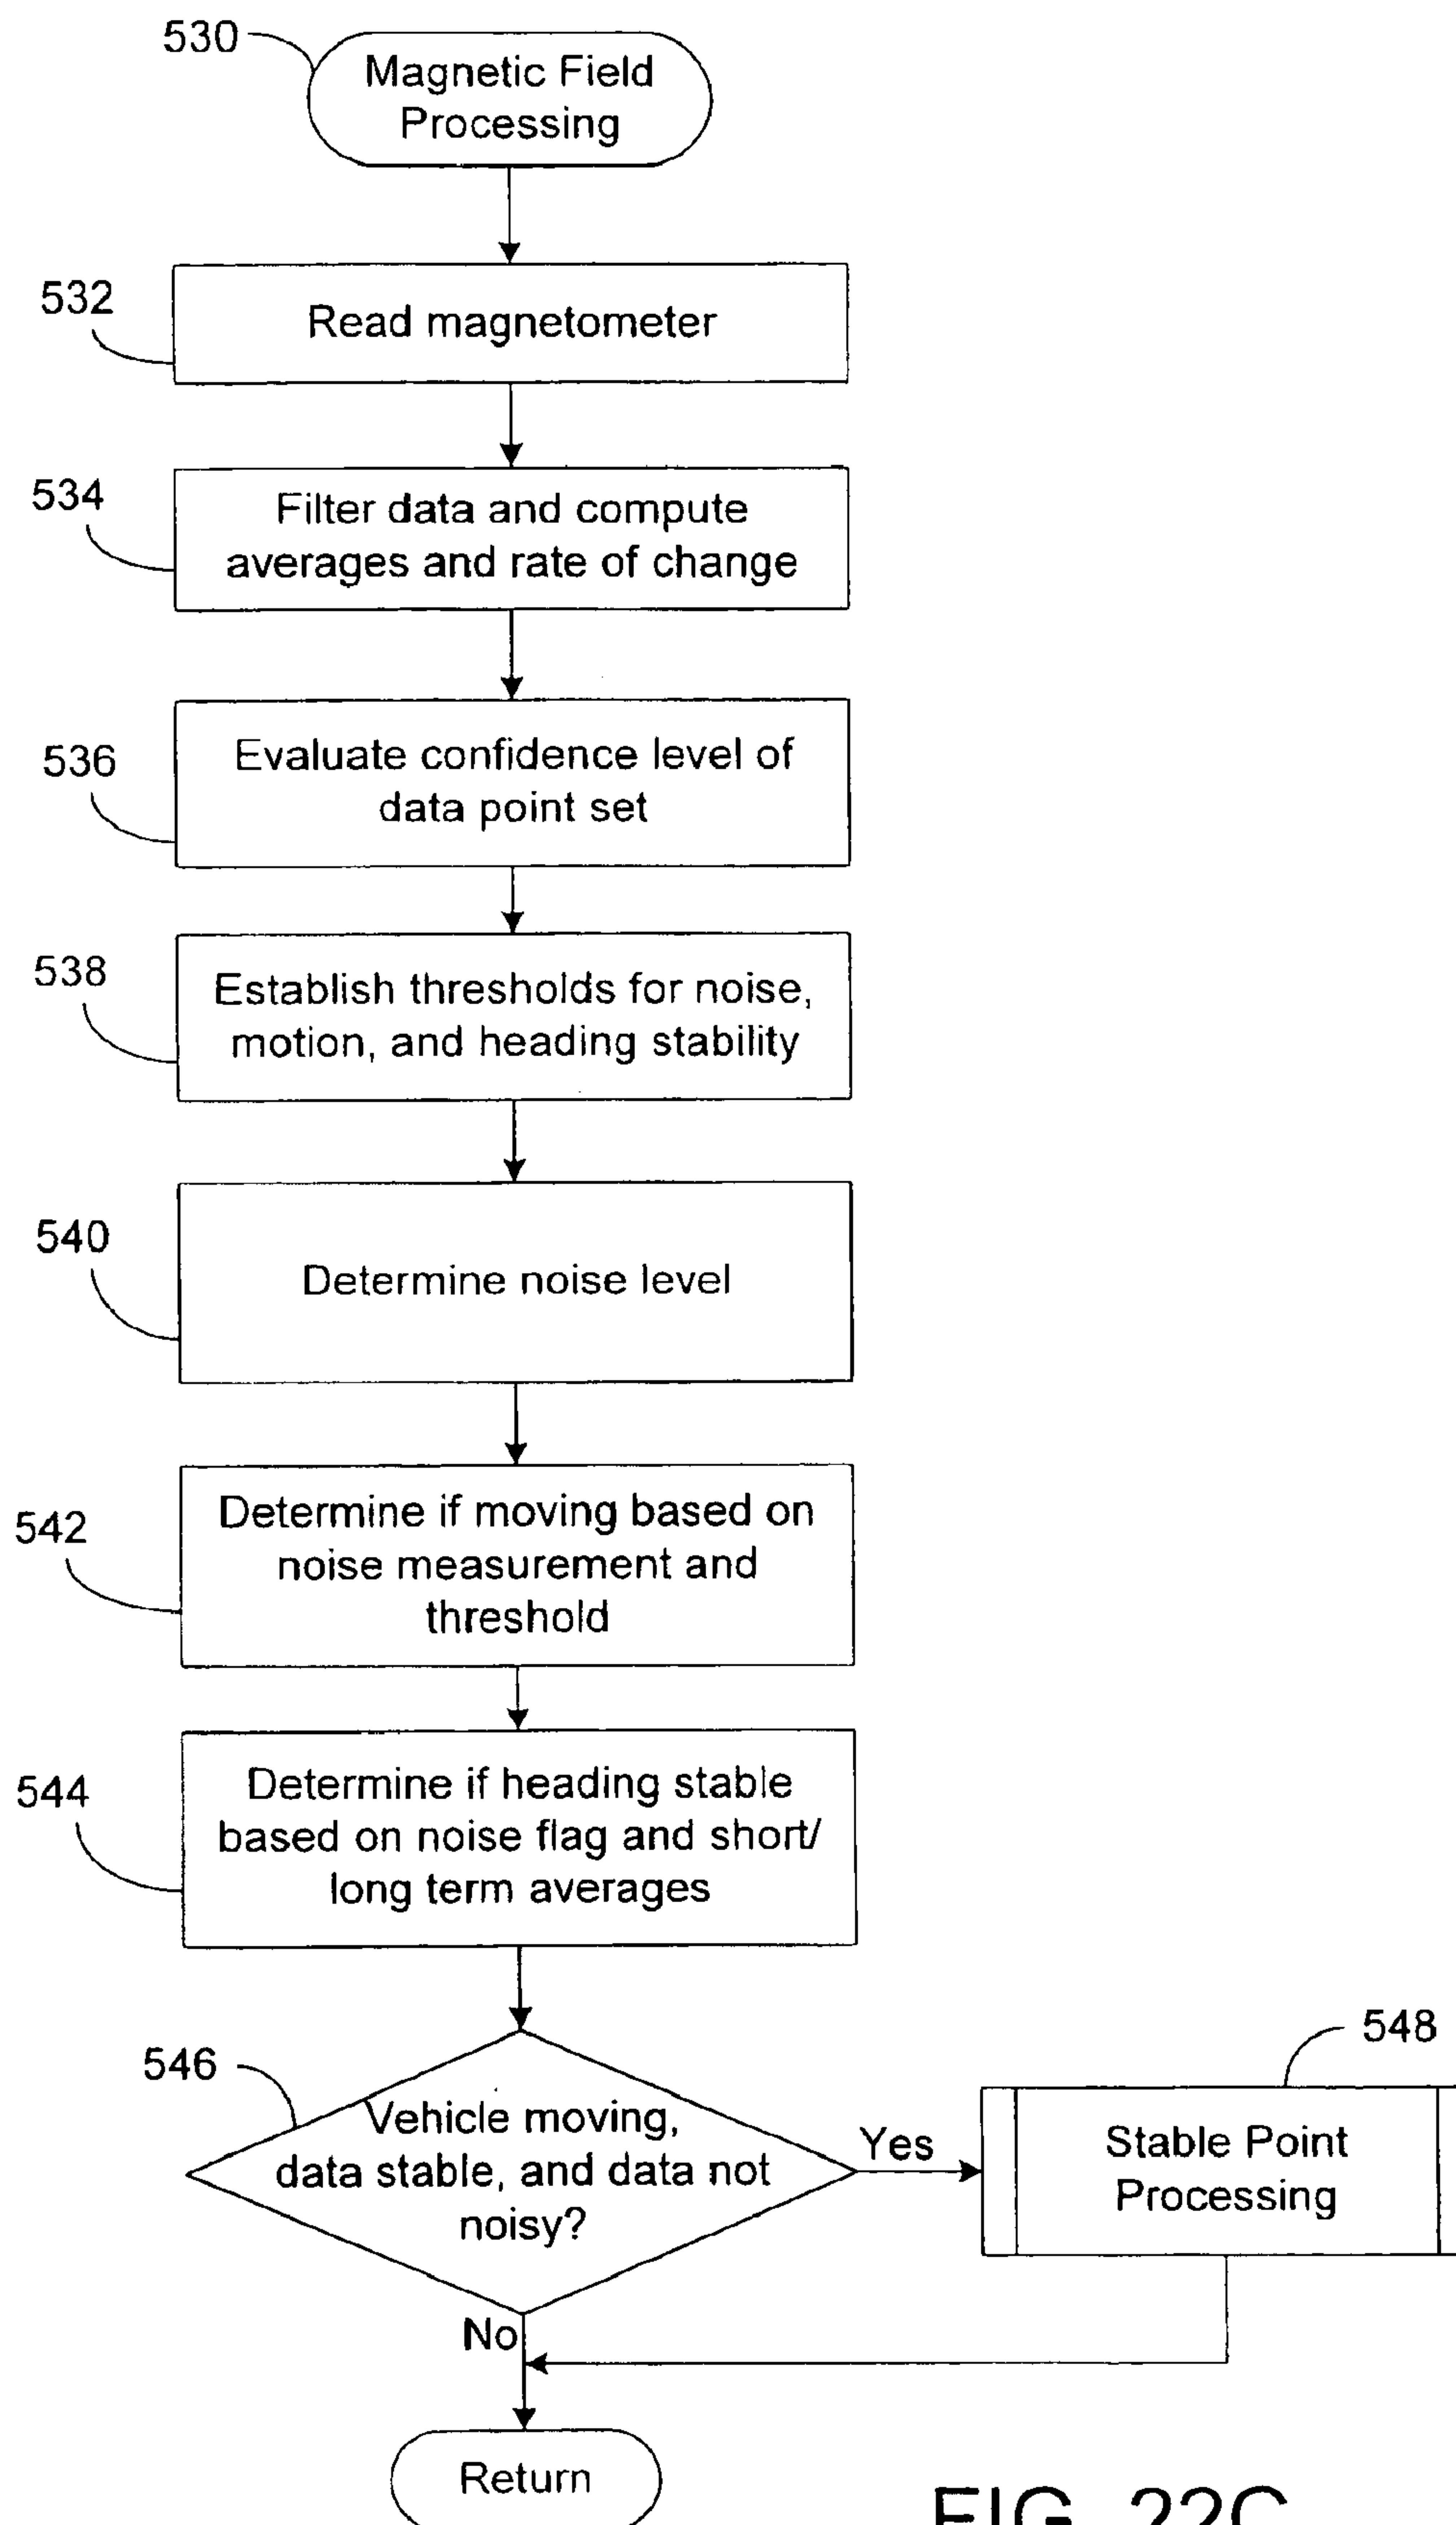 530
Magnetic Field
Processing
532
Read magnetometer
534
Filter data and compute
averages and rate of change
536
Evaluate confidence level of
data point set
538
Establish thresholds for noise,
motion, and heading stability
540
Determine noise level
542
Determine if moving based on
noise measurement and
threshold
544
Determine if heading stable
based on noise flag and short/
long term averages
546
Vehicle moving,
data stable, and data not
noisy?
Yes
548
Stable Point
Processing
No
Return
FIG. 22C